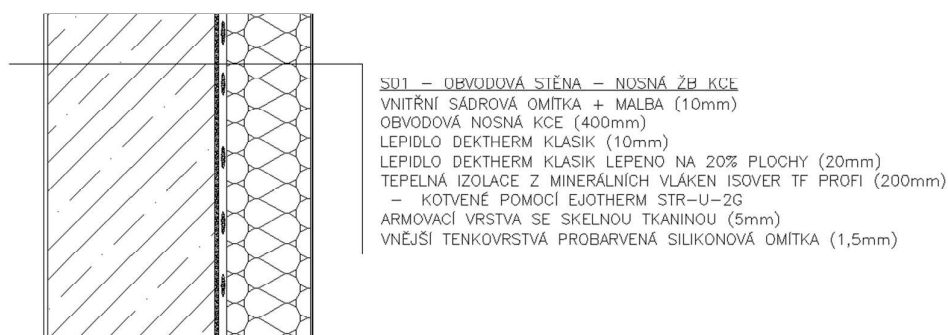 S01 – OBVODOVÁ STĚNA – NOSNÁ ŽB KCE
VNITŘNÍ SÁDROVÁ OMÍTKA + MALBA (10mm)
OBVODOVÁ NOSNÁ KCE (400mm)
LEPIDLO DEKTHERM KLASIK (10mm)
LEPIDLO DEKTHERM KLASIK LEPENO NA 20% PLOCHY (20mm)
TEPELNÁ IZOLACE Z MINERÁLNÍCH VLÁKEN ISOVER TF PROFI (200mm)
– KOTVENÉ POMOCÍ EJOTHERM STR–U–2G
ARMOVACÍ VRSTVA SE SKELNOU TKANINOU (5mm)
VNĚJŠÍ TENKOVRSTVÁ PROBARVENÁ SILIKONOVÁ OMÍTKA (1,5mm)